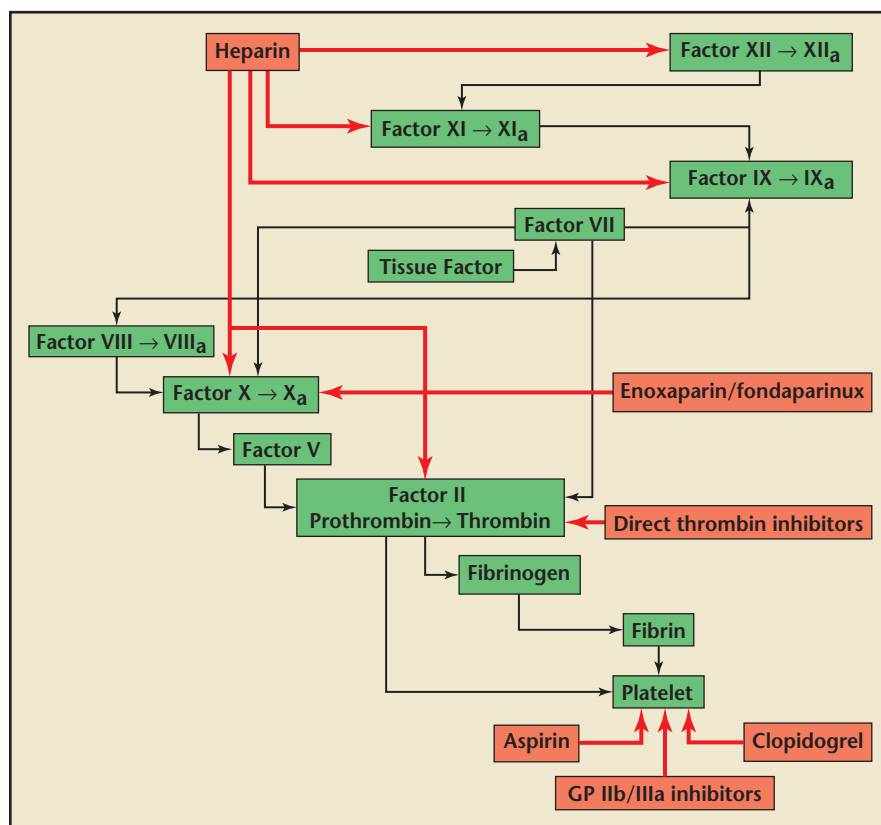 Heparin
Factor XII → XIIa
Factor XI → XIa
Factor IX → IXa
Factor VII
Tissue Factor
Factor VIII → VIIIa
Factor X → Xa
Enoxaparin/fondaparinux
Factor V
Factor II
Prothrombin→ Thrombin
Direct thrombin inhibitors
Fibrinogen
Fibrin
Platelet
Aspirin
Clopidogrel
GP IIb/IIIa inhibitors